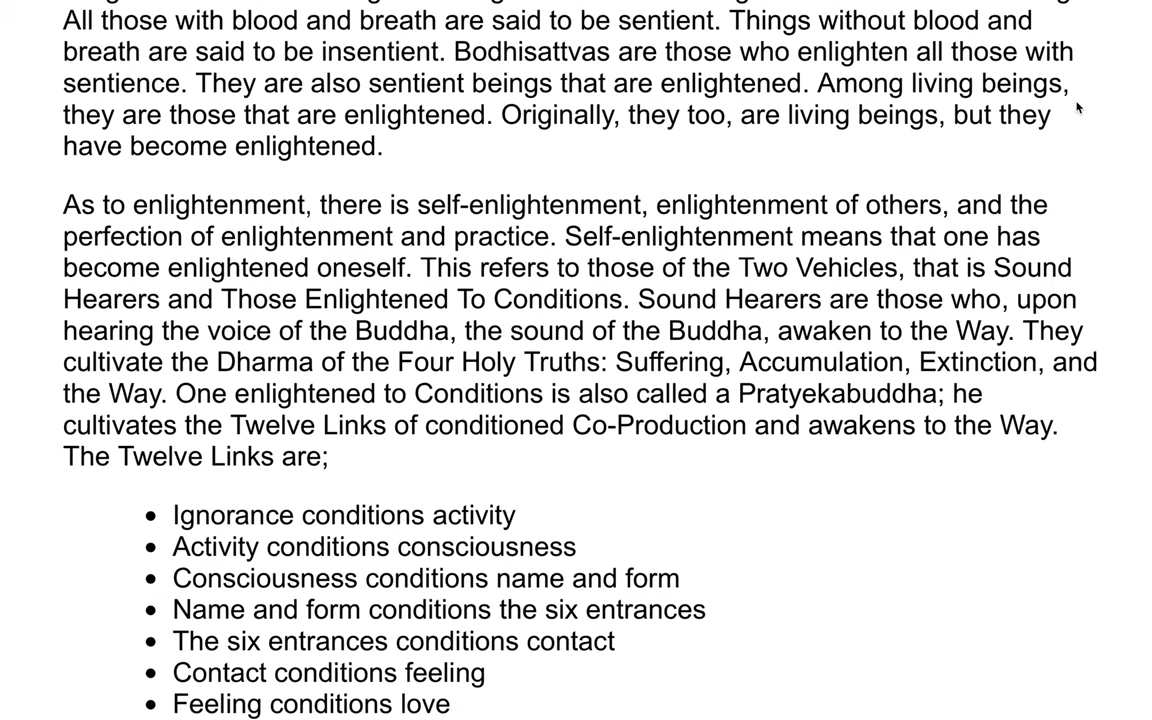 All those with blood and breath are said to be sentient. Things without blood and
breath are said to be insentient. Bodhisattvas are those who enlighten all those with
sentience. They are also sentient beings that are enlightened. Among living beings,
they are those that are enlightened. Originally, they too, are living beings, but they
have become enlightened.
As to enlightenment, there is self-enlightenment, enlightenment of others, and the
perfection of enlightenment and practice. Self-enlightenment means that one has
become enlightened oneself. This refers to those of the Two Vehicles, that is Sound
Hearers and Those Enlightened To Conditions. Sound Hearers are those who, upon
hearing the voice of the Buddha, the sound of the Buddha, awaken to the Way. They
cultivate the Dharma of the Four Holy Truths: Suffering, Accumulation, Extinction, and
the Way. One enlightened to Conditions is also called a Pratyekabuddha; he
cultivates the Twelve Links of conditioned Co-Production and awakens to the Way.
The Twelve Links are;
• Ignorance conditions activity
• Activity conditions consciousness
• Consciousness conditions name and form
• Name and form conditions the six entrances
• The six entrances conditions contact
• Contact conditions feeling
• Feeling conditions love